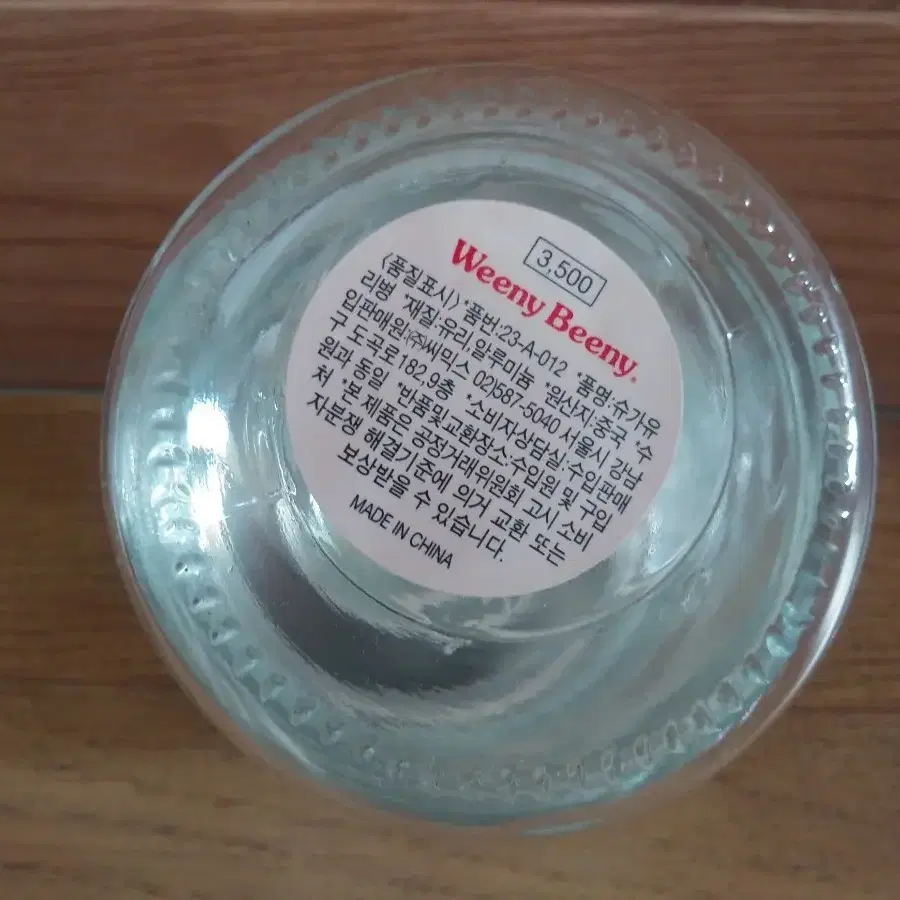 3,500
Weeny Beeny.
<품질표시> *품번:23-A-012 *품명:슈가유
리병 *재질:유리,알루미늄 *원산지:중국 *수
입판매원:(주)씨믹스 02)587-5040 서울시 강남
구 도곡로182,9층 *소비자상담실:수입판매
원과 동일 *반품및교환장소:수입원 및 구입
처 *본 제품은 공정거래위원회 고시 소비
자분쟁 해결기준에 의거 교환 또는
보상받을 수 있습니다.
MADE IN CHINA